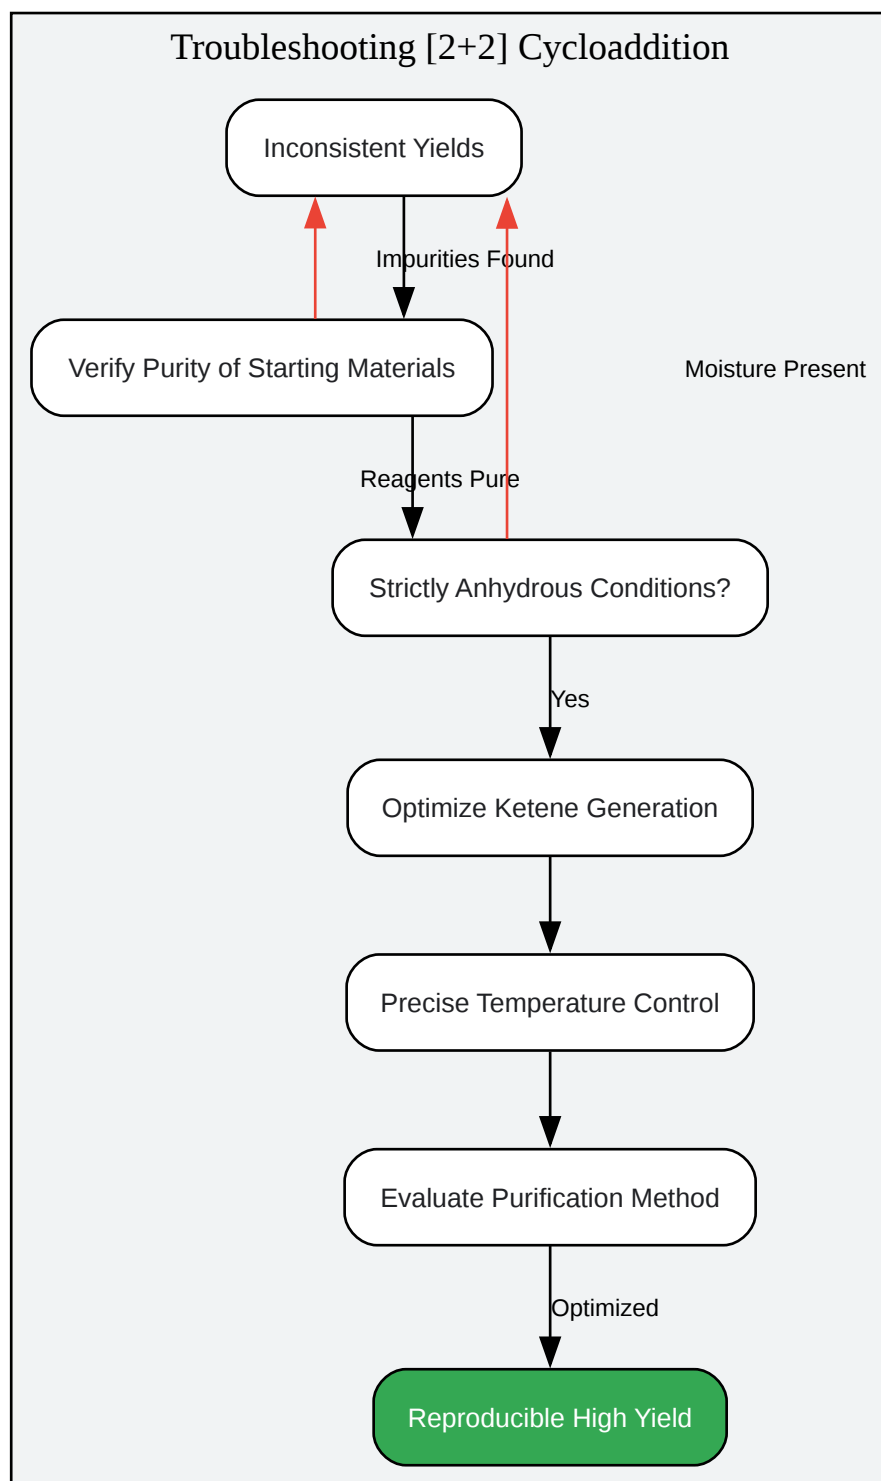 Troubleshooting [2+2] Cycloaddition
Inconsistent Yields
Impurities Found
Verify Purity of Starting Materials
Moisture Present
Reagents Pure
Strictly Anhydrous Conditions?
Yes
Optimize Ketene Generation
Precise Temperature Control
Evaluate Purification Method
Optimized
Reproducible High Yield